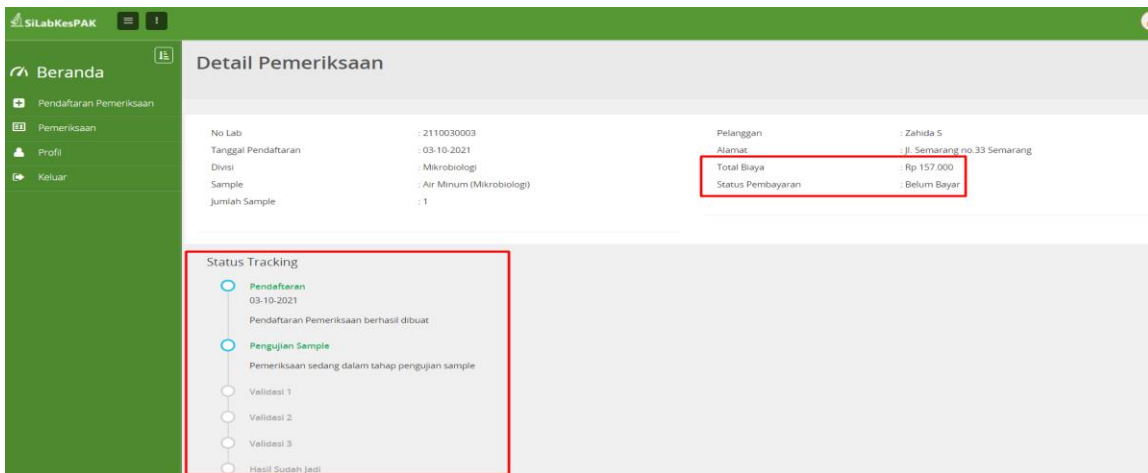 SiLabKesPAK
Beranda
Pendaftaran Pemeriksaan
Pemeriksaan
Profil
Keluar
Detail Pemeriksaan
No Lab : 2110030003
Tanggal Pendaftaran : 03-10-2021
Divisi : Mikrobiologi
Sample : Air Minum (Mikrobiologi)
Jumlah Sample : 1
Pelanggan : Zahida S
Alamat : Jl. Semarang no.33 Semarang
Total Biaya : Rp 157.000
Status Pembayaran : Belum Bayar
Status Tracking
Pendaftaran
03-10-2021
Pendaftaran Pemeriksaan berhasil dibuat
Pengujian Sample
Pemeriksaan sedang dalam tahap pengujian sample
Validasi 1
Validasi 2
Validasi 3
Hasil Sudah Jadi